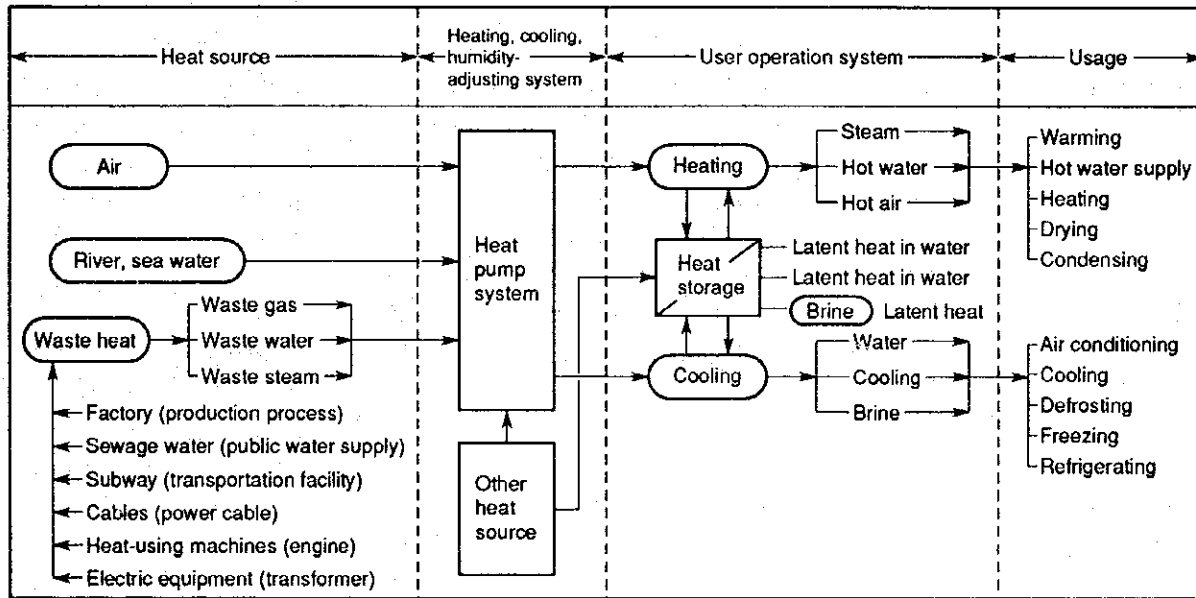 Heat source
Heating, cooling,
humidity-
adjusting system
User operation system
Usage
Air
River, sea water
Waste heat
Waste gas
Waste water
Waste steam
Factory (production process)
Sewage water (public water supply)
Subway (transportation facility)
Cables (power cable)
Heat-using machines (engine)
Electric equipment (transformer)
Heat
pump
system
Other
heat
source
Heating
Steam
Hot water
Hot air
Heat
storage
Latent heat in water
Latent heat in water
Brine Latent heat
Cooling
Water
Cooling
Brine
Warming
Hot water supply
Heating
Drying
Condensing
Air conditioning
Cooling
Defrosting
Freezing
Refrigerating